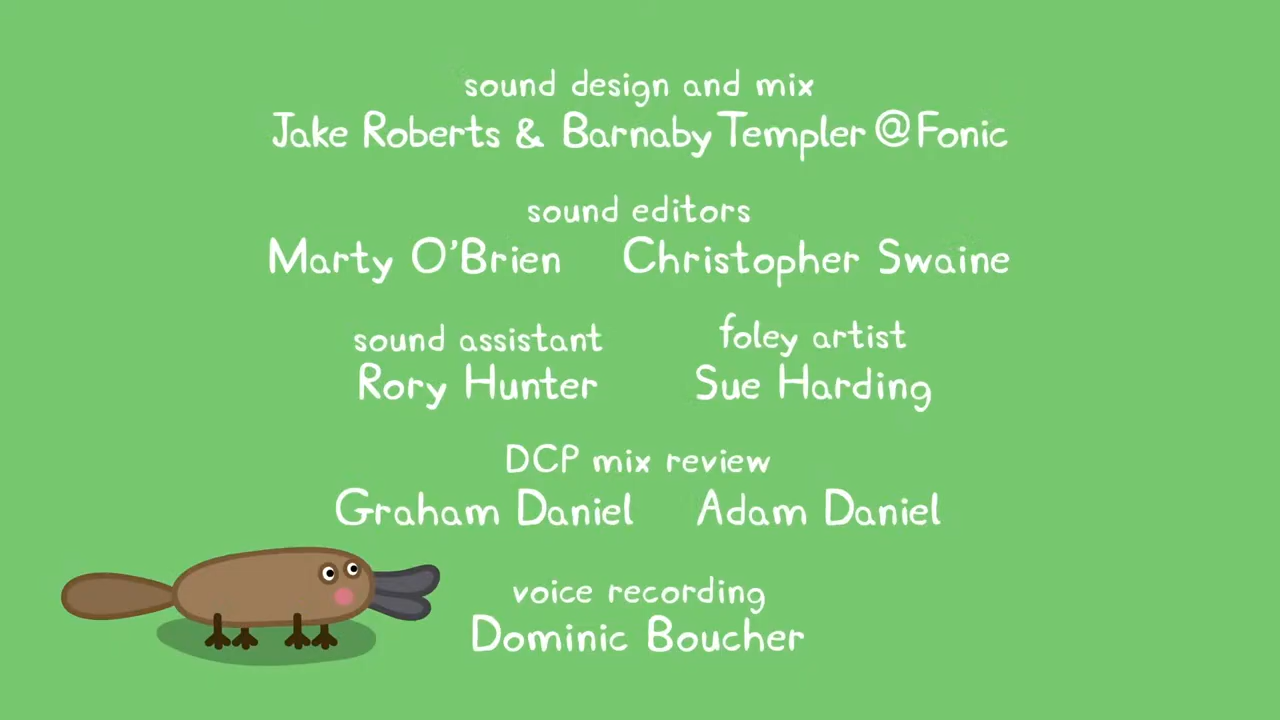 sound design and mix
Jake Roberts & Barnaby Templer @Fonic
sound editors
Marty O'Brien Christopher Swaine
sound assistant foley artist
Rory Hunter Sue Harding
DCP mix review
Graham Daniel Adam Daniel
voice recording
Dominic Boucher